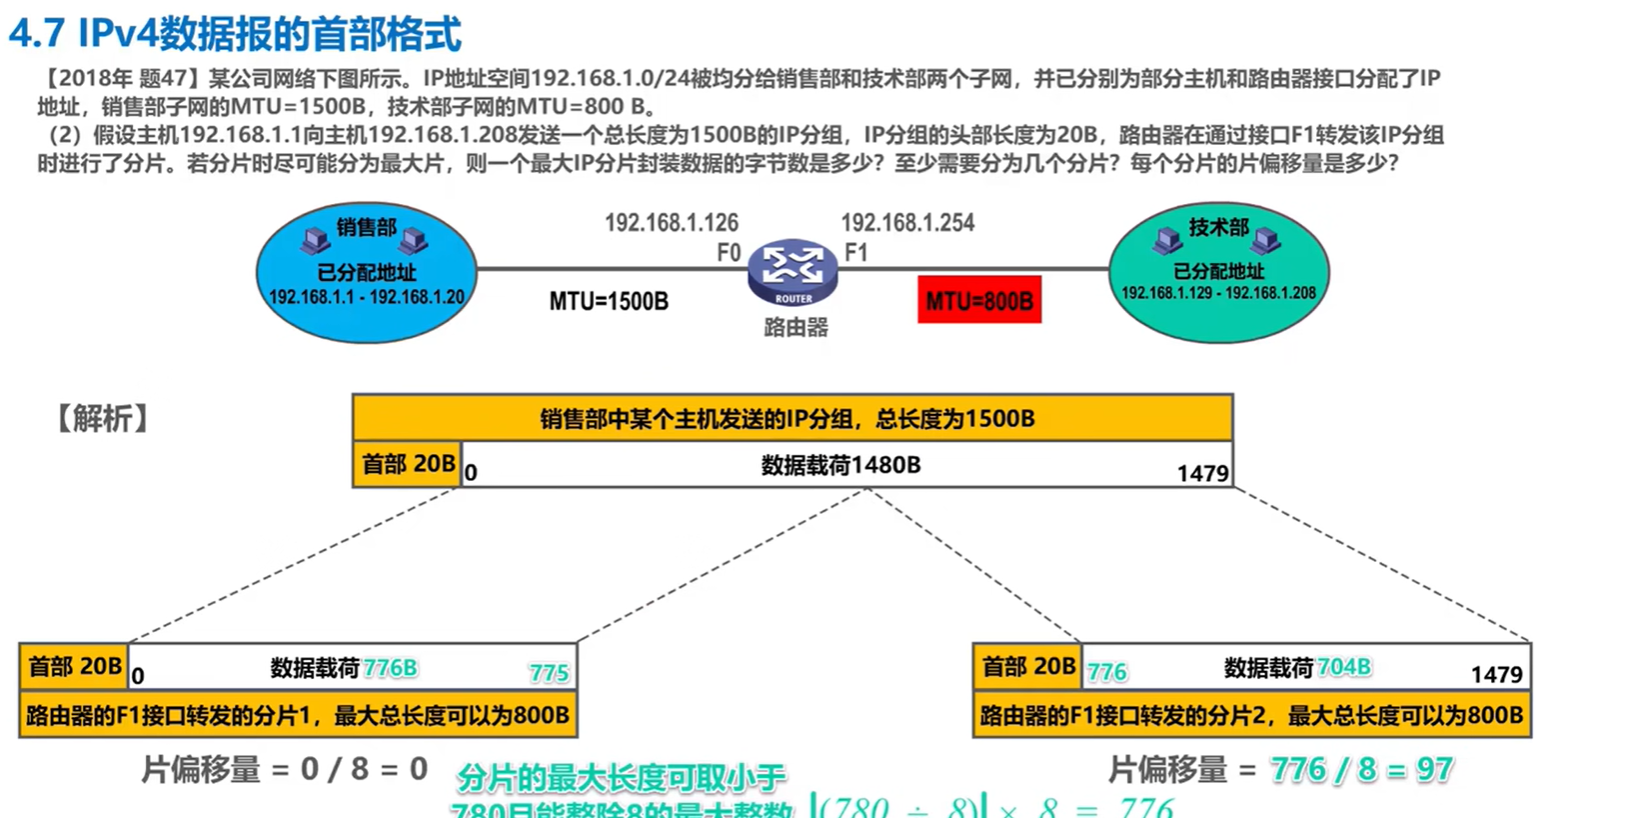 4.7 IPv4数据报的首部格式
【2018年 题47】某公司网络下图所示。IP地址空间192.168.1.0/24被均分给销售部和技术部两个子网，并已分别为部分主机和路由器接口分配了IP
地址，销售部子网的MTU=1500B，技术部子网的MTU=800 B。
（2）假设主机192.168.1.1向主机192.168.1.208发送一个总长度为1500B的IP分组，IP分组的头部长度为20B，路由器在通过接口F1转发该IP分组
时进行了分片。若分片时尽可能分为最大片，则一个最大IP分片封装数据的字节数是多少？至少需要分为几个分片？每个分片的片偏移量是多少？
销售部
已分配地址
192.168.1.1 - 192.168.1.20
192.168.1.126
F0
MTU=1500B
ROUTER
路由器
192.168.1.254
F1
MTU=800B
技术部
已分配地址
192.168.1.129 - 192.168.1.208
【解析】
销售部中某个主机发送的IP分组，总长度为1500B
首部 20B 0 数据载荷1480B 1479
首部 20B 0 数据载荷776B 775
路由器的F1接口转发的分片1，最大总长度可以为800B
片偏移量 = 0 / 8 = 0
首部 20B 776 数据载荷704B 1479
路由器的F1接口转发的分片2，最大总长度可以为800B
片偏移量 = 776 / 8 = 97
分片的最大长度可取小于
780且能整除8的最大整数 ⌊(780 ÷ 8)⌋ × 8 = 776